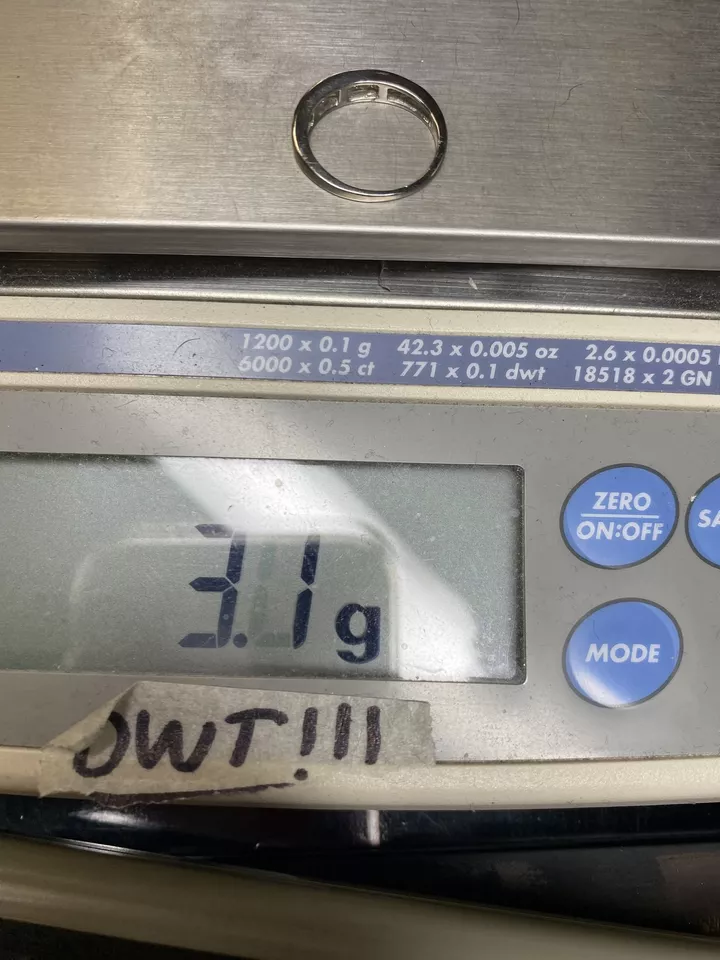 1200 x 0.1 g 42.3 x 0.005 oz 2.6 x 0.0005
6000 x 0.5 ct 771 x 0.1 dwt 18518 x 2 GN
ZERO
ON:OFF
SA
3.1 g
MODE
DWT!!!